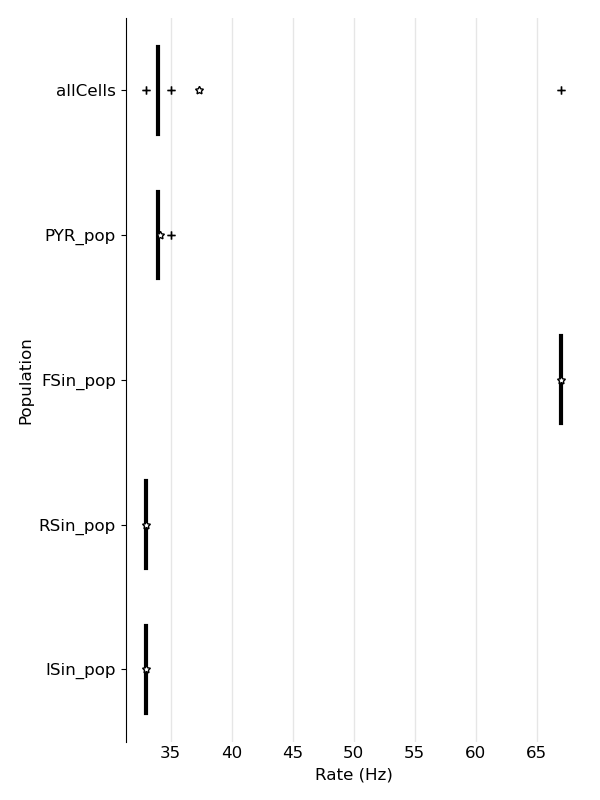 allCells
PYR_pop
FSin_pop
RSin_pop
ISin_pop
Population
35 40 45 50 55 60 65
Rate (Hz)